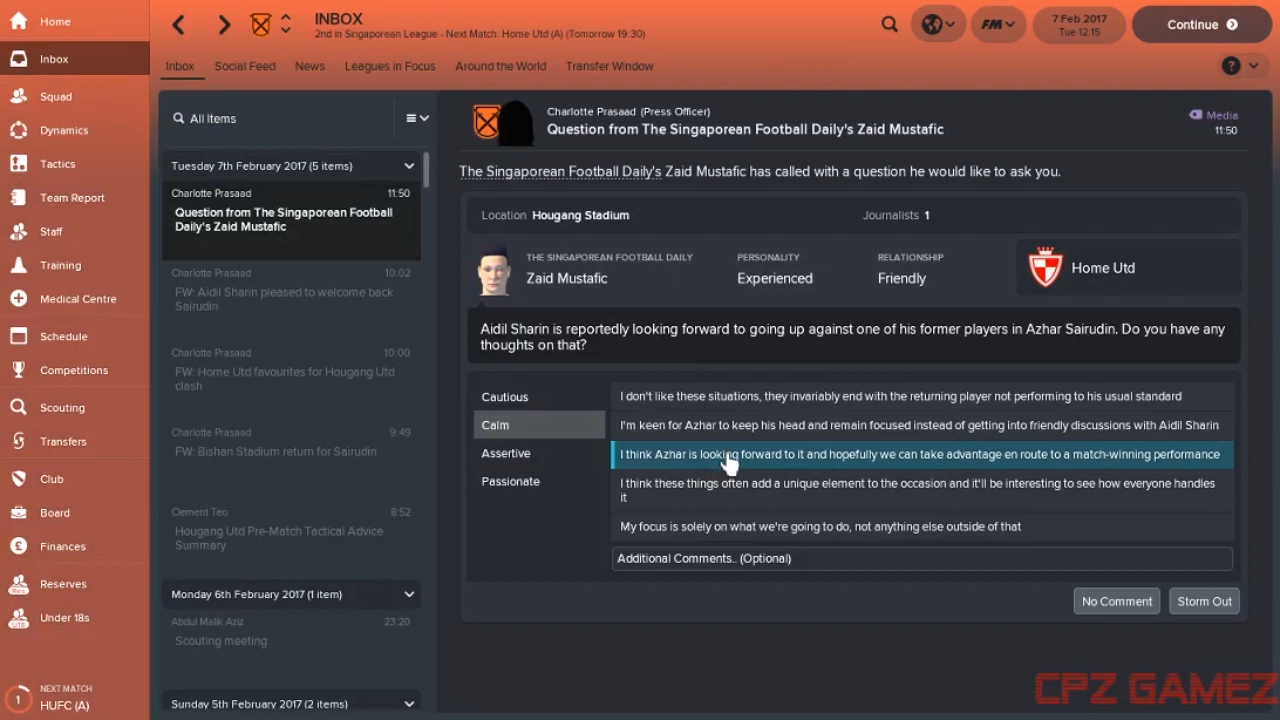 Home
Inbox
Squad
Dynamics
Tactics
Team Report
Staff
Training
Medical Centre
Schedule
Competitions
Scouting
Transfers
Club
Board
Finances
Reserves
Under 18s
1
NEXT MATCH
HUFC (A)
INBOX
2nd in Singaporean League - Next Match: Home Utd (A) (Tomorrow 19:30)
FM
7 Feb 2017
Tue 12:15
Continue
Inbox
Social Feed
News
Leagues in Focus
Around the World
Transfer Window
?
All Items
Tuesday 7th February 2017 (5 items)
Charlotte Prasaad 11:50
Question from The Singaporean Football
Daily's Zaid Mustafic
Charlotte Prasaad 10:02
FW: Aidil Sharin pleased to welcome back
Sairudin
Charlotte Prasaad 10:00
FW: Home Utd favourites for Hougang Utd
clash
Charlotte Prasaad 9:49
FW: Bishan Stadium return for Sairudin
Clement Teo 8:52
Hougang Utd Pre-Match Tactical Advice
Summary
Monday 6th February 2017 (1 item)
Abdul Malik Aziz 23:20
Scouting meeting
Sunday 5th February 2017 (2 items)
Charlotte Prasaad (Press Officer)
Question from The Singaporean Football Daily's Zaid Mustafic
Media
11:50
The Singaporean Football Daily's Zaid Mustafic has called with a question he would like to ask you.
Location Hougang Stadium
Journalists 1
THE SINGAPOREAN FOOTBALL DAILY
Zaid Mustafic
PERSONALITY
Experienced
RELATIONSHIP
Friendly
Home Utd
Aidil Sharin is reportedly looking forward to going up against one of his former players in Azhar Sairudin. Do you have any
thoughts on that?
Cautious
Calm
Assertive
Passionate
I don't like these situations, they invariably end with the returning player not performing to his usual standard
I'm keen for Azhar to keep his head and remain focused instead of getting into friendly discussions with Aidil Sharin
I think Azhar is looking forward to it and hopefully we can take advantage en route to a match-winning performance
I think these things often add a unique element to the occasion and it'll be interesting to see how everyone handles
it
My focus is solely on what we're going to do, not anything else outside of that
Additional Comments.. (Optional)
No Comment
Storm Out
CPZ GAMEZ